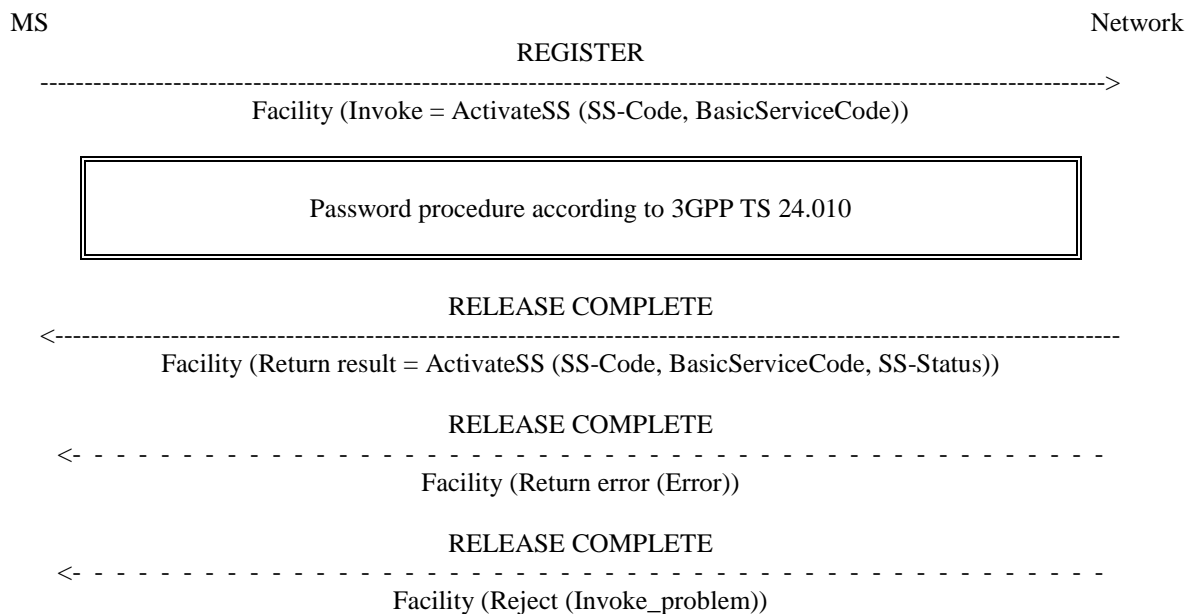 MS Network
REGISTER
------------------------------------------------------------------------------------------------------------------------>
Facility (Invoke = ActivateSS (SS-Code, BasicServiceCode))
Password procedure according to 3GPP TS 24.010
RELEASE COMPLETE
<------------------------------------------------------------------------------------------------------------------------
Facility (Return result = ActivateSS (SS-Code, BasicServiceCode, SS-Status))
RELEASE COMPLETE
<- - - - - - - - - - - - - - - - - - - - - - - - - - - - - - - - - - - - - - - - - - - - - - - - -
Facility (Return error (Error))
RELEASE COMPLETE
<- - - - - - - - - - - - - - - - - - - - - - - - - - - - - - - - - - - - - - - - - - - - - - - - -
Facility (Reject (Invoke_problem))